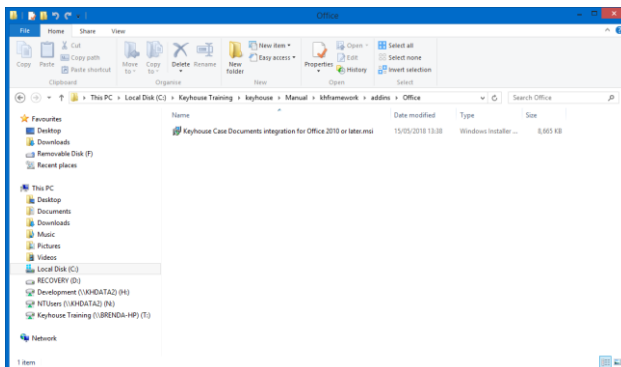 Office
File Home Share View
Copy
Paste
Cut
Copy path
Paste shortcut
Clipboard
Move to
Copy to
Delete
Rename
Organise
New folder
New item
Easy access
New
Properties
Open
Edit
History
Open
Select all
Select none
Invert selection
Select
This PC Local Disk (C:) Keyhouse Training keyhouse Manual khframework addins Office
Search Office
Name Date modified Type Size
Keyhouse Case Documents integration for Office 2010 or later.msi 15/05/2018 13:38 Windows Installer ... 8,665 KB
Favourites
Desktop
Downloads
Removable Disk (F)
Recent places
This PC
Desktop
Documents
Downloads
Music
Pictures
Videos
Local Disk (C:)
RECOVERY (D:)
Development (\\KHDATA2) (H:)
NTUsers (\\KHDATA2) (N:)
Keyhouse Training (\\BRENDA-HP) (T:)
Network
1 item